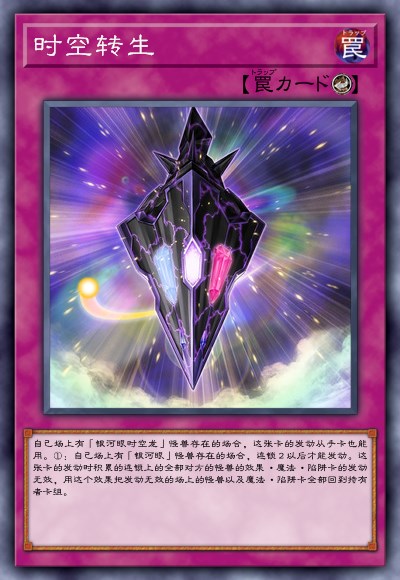 时空转生
トラップ
罠
トラップ
【罠カード】
自己场上有「银河眼时空龙」怪兽存在的场合，这张卡的发动从手卡也能
用。①：自己场上有「银河眼」怪兽存在的场合，连锁２以后才能发动。这
张卡的发动时积累的连锁上的全部对方的怪兽的效果·魔法·陷阱卡的发动
无效，用这个效果把发动无效的场上的怪兽以及魔法·陷阱卡全部回到持有
者卡组。